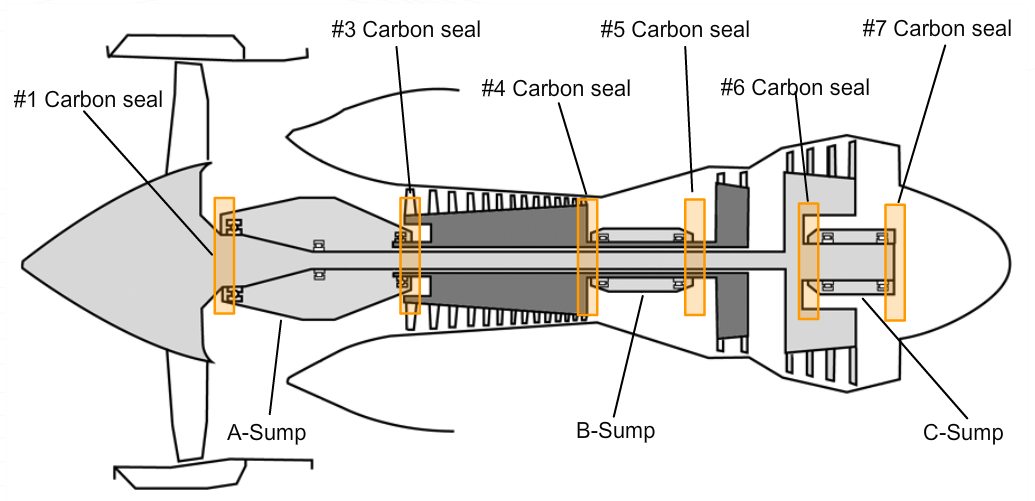 #3 Carbon seal
#5 Carbon seal
#7 Carbon seal
#1 Carbon seal
#4 Carbon seal
#6 Carbon seal
A-Sump
B-Sump
C-Sump